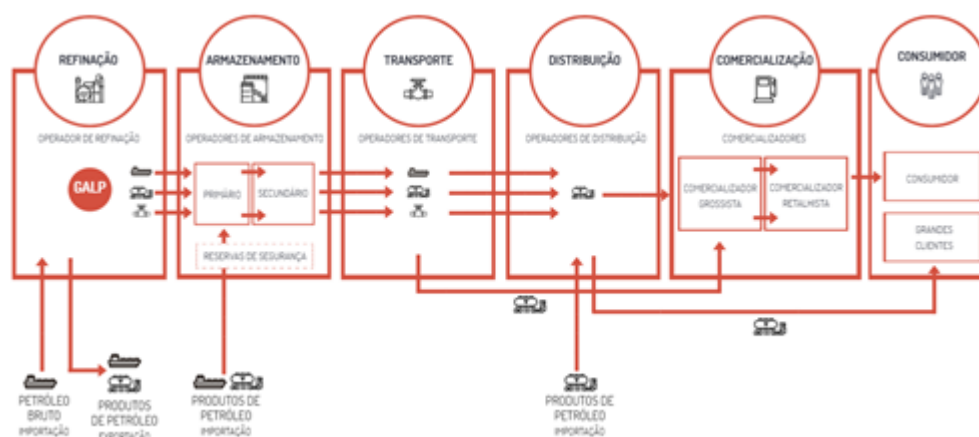 REFINAÇÃO
OPERADOR DE REFINAÇÃO
GALP
PETRÓLEO
BRUTO
IMPORTAÇÃO
PRODUTOS
DE PETRÓLEO
EXPORTAÇÃO
ARMAZENAMENTO
OPERADORES DE ARMAZENAMENTO
PRIMÁRIO
SECUNDÁRIO
RESERVAS DE SEGURANÇA
PRODUTOS DE
PETRÓLEO
IMPORTAÇÃO
TRANSPORTE
OPERADORES DE TRANSPORTE
DISTRIBUIÇÃO
OPERADORES DE DISTRIBUIÇÃO
PRODUTOS DE
PETRÓLEO
IMPORTAÇÃO
COMERCIALIZAÇÃO
COMERCIALIZADORES
COMERCIALIZADOR
GROSSISTA
COMERCIALIZADOR
RETALHISTA
CONSUMIDOR
CONSUMIDOR
GRANDES
CLIENTES